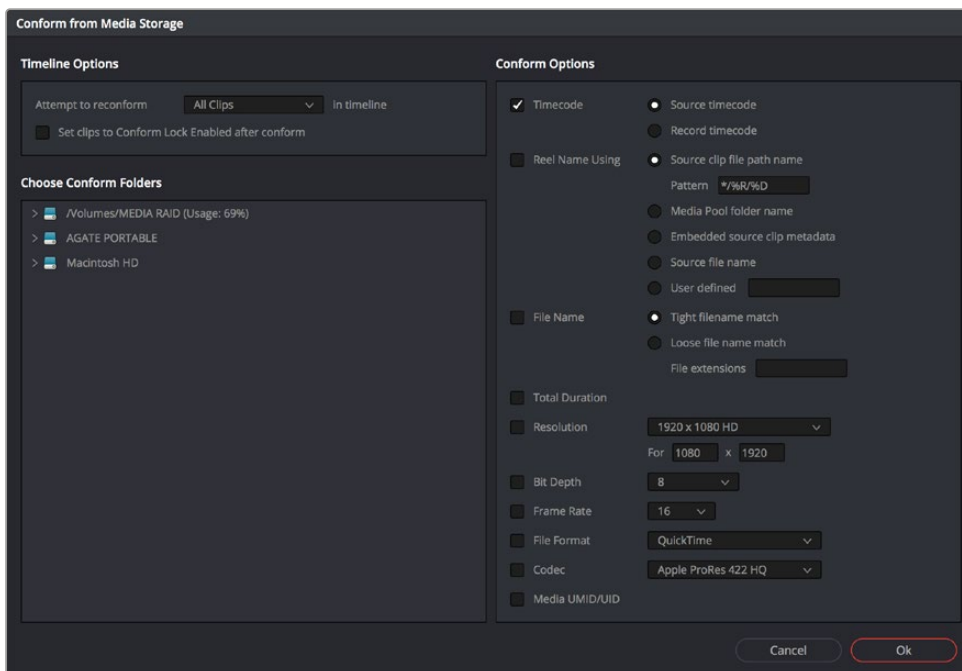 Conform from Media Storage
Timeline Options
Attempt to reconform All Clips in timeline
Set clips to Conform Lock Enabled after conform
Choose Conform Folders
/Volumes/MEDIA RAID (Usage: 69%)
AGATE PORTABLE
Macintosh HD
Conform Options
Timecode Source timecode
Record timecode
Reel Name Using Source clip file path name
Pattern */%R/%D
Media Pool folder name
Embedded source clip metadata
Source file name
User defined
File Name Tight filename match
Loose file name match
File extensions
Total Duration
Resolution 1920 x 1080 HD
For 1080 x 1920
Bit Depth 8
Frame Rate 16
File Format QuickTime
Codec Apple ProRes 422 HQ
Media UMID/UID
Cancel Ok